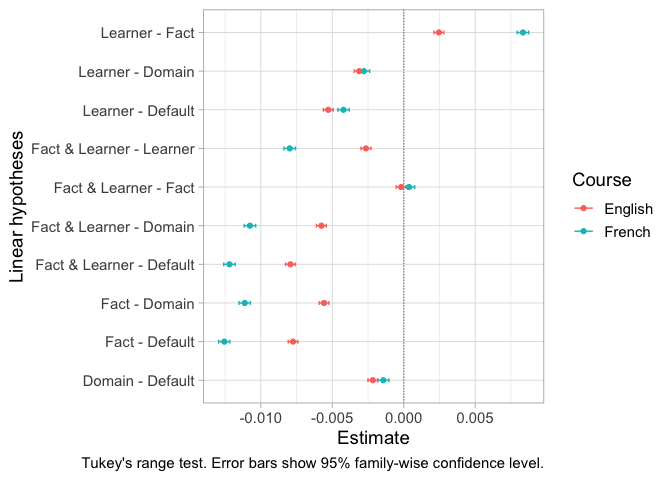 Linear hypotheses
Learner - Fact
Learner - Domain
Learner - Default
Fact & Learner - Learner
Fact & Learner - Fact
Fact & Learner - Domain
Fact & Learner - Default
Fact - Domain
Fact - Default
Domain - Default
-0.010 -0.005 0.000 0.005
Estimate
Tukey's range test. Error bars show 95% family-wise confidence level.
Course
English
French